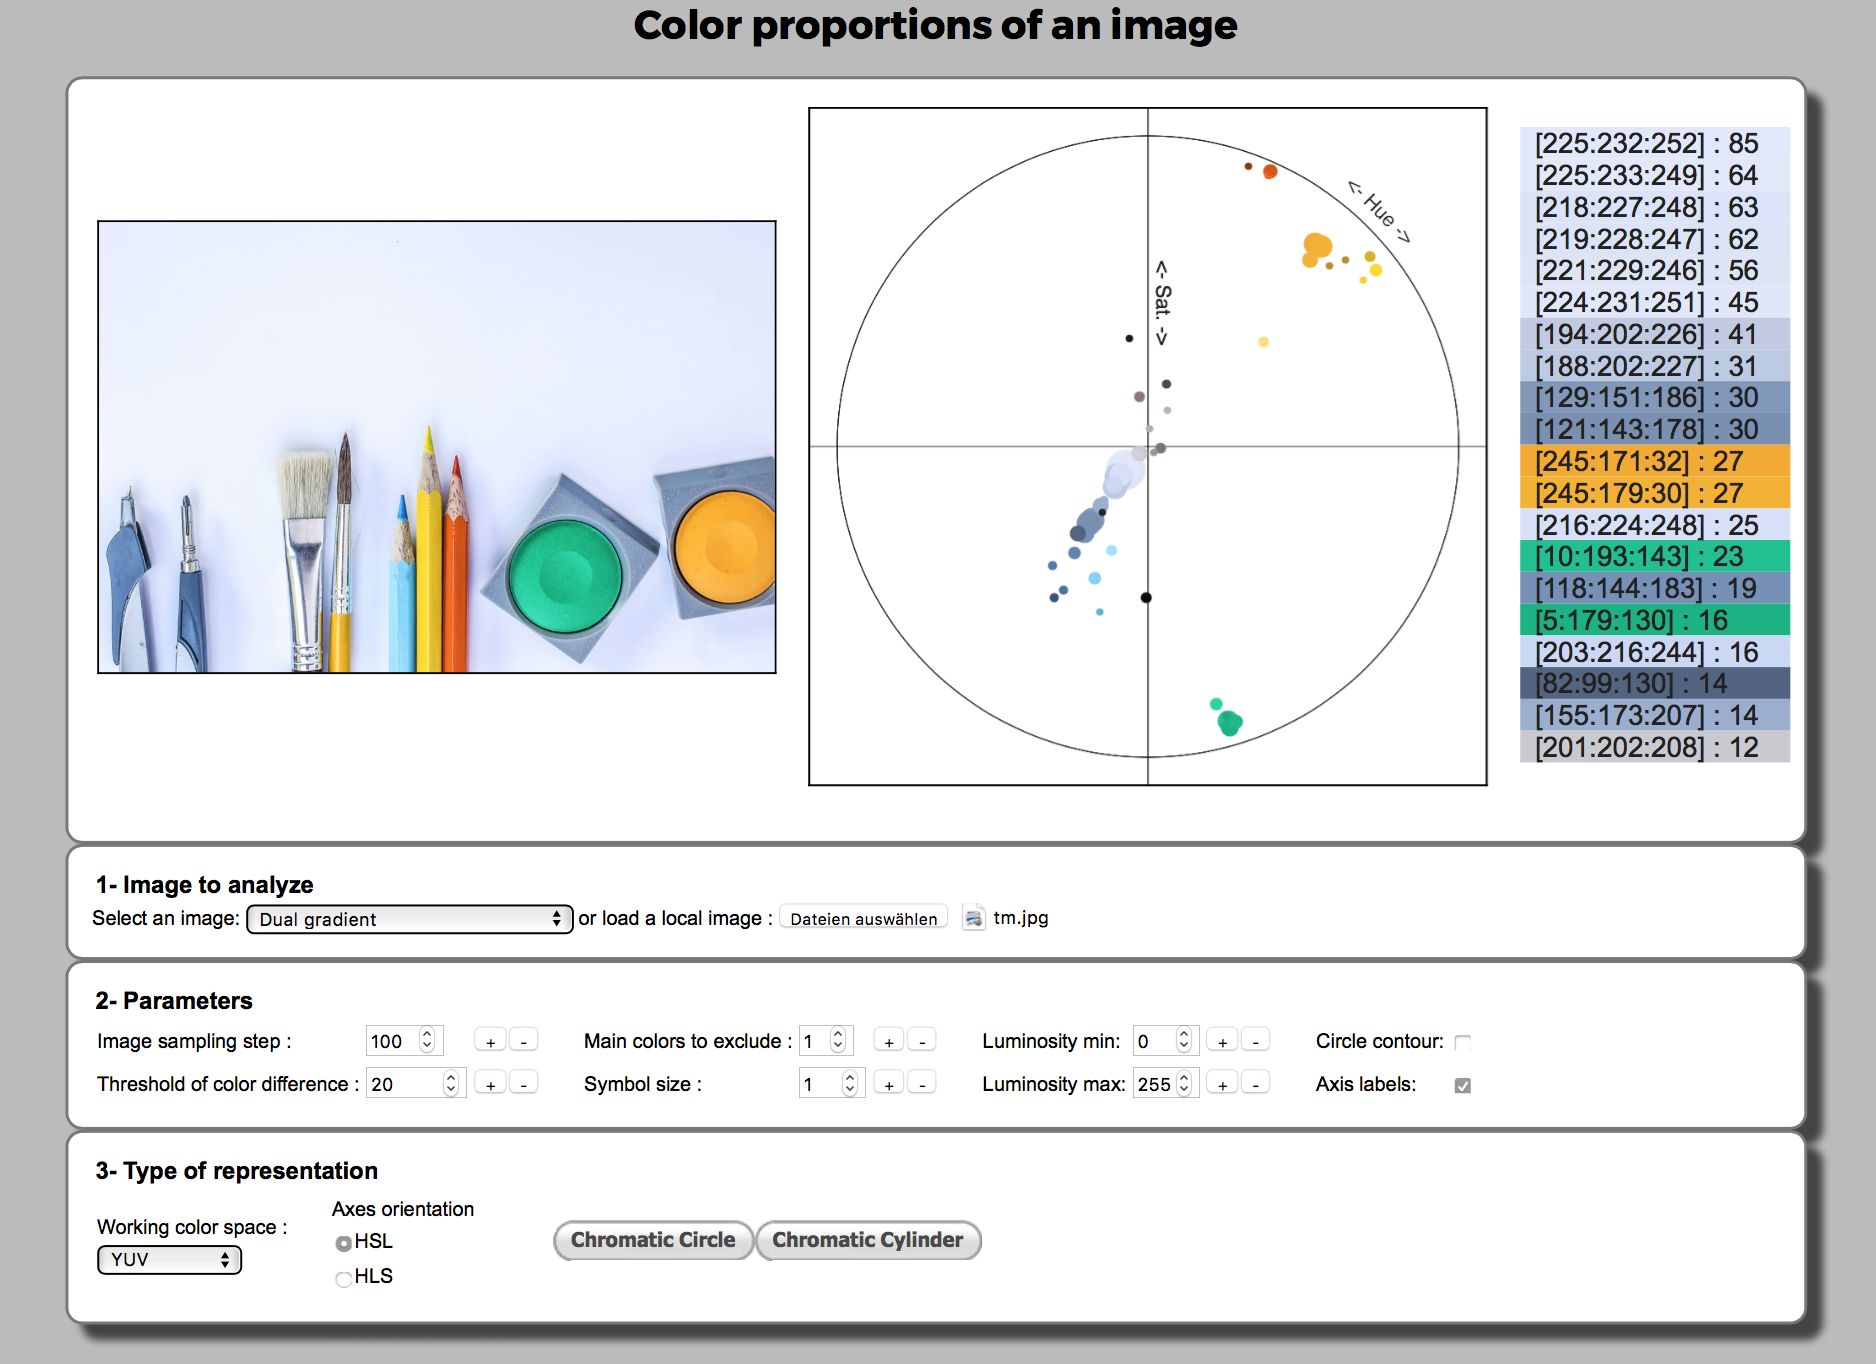 Color proportions of an image
<- Hue ->
<- Sat. ->
[225:232:252] : 85
[225:233:249] : 64
[218:227:248] : 63
[219:228:247] : 62
[221:229:246] : 56
[224:231:251] : 45
[194:202:226] : 41
[188:202:227] : 31
[129:151:186] : 30
[121:143:178] : 30
[245:171:32] : 27
[245:179:30] : 27
[216:224:248] : 25
[10:193:143] : 23
[118:144:183] : 19
[5:179:130] : 16
[203:216:244] : 16
[82:99:130] : 14
[155:173:207] : 14
[201:202:208] : 12
1- Image to analyze
Select an image: Dual gradient or load a local image : Dateien auswählen tm.jpg
2- Parameters
Image sampling step : 100 + - Main colors to exclude : 1 + - Luminosity min: 0 + - Circle contour:
Threshold of color difference : 20 + - Symbol size : 1 + - Luminosity max: 255 + - Axis labels:
3- Type of representation
Axes orientation
Working color space :
HSL
YUV
HLS
Chromatic Circle Chromatic Cylinder